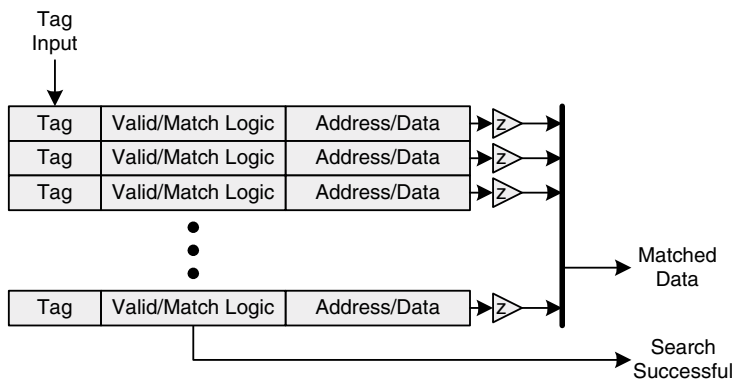 Tag
Input
Tag Valid/Match Logic Address/Data Z
Tag Valid/Match Logic Address/Data Z
Tag Valid/Match Logic Address/Data Z
Matched
Data
Tag Valid/Match Logic Address/Data Z
Search
Successful